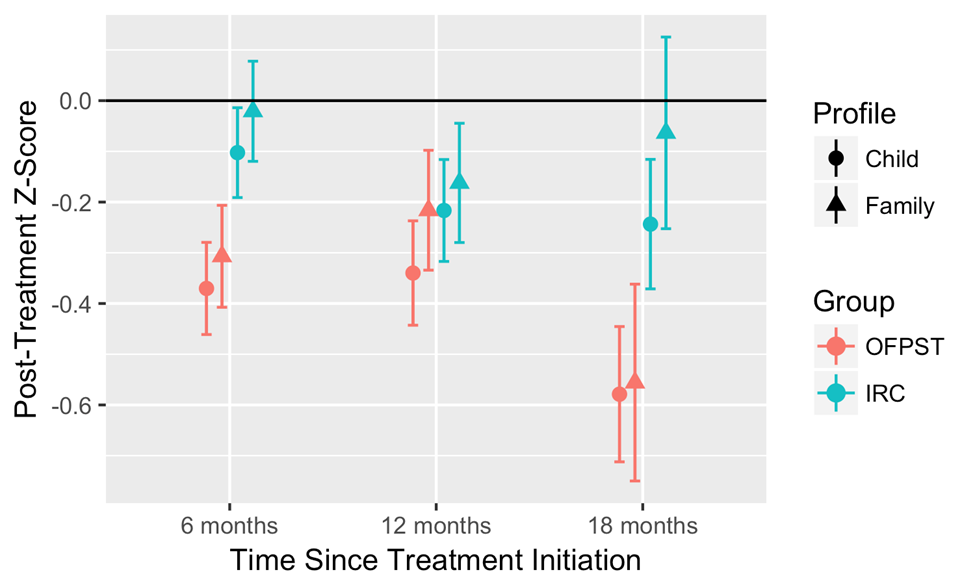 Post-Treatment Z-Score
0.0
-0.2
-0.4
-0.6
6 months
12 months
18 months
Time Since Treatment Initiation
Profile
Child
Family
Group
OFPST
IRC